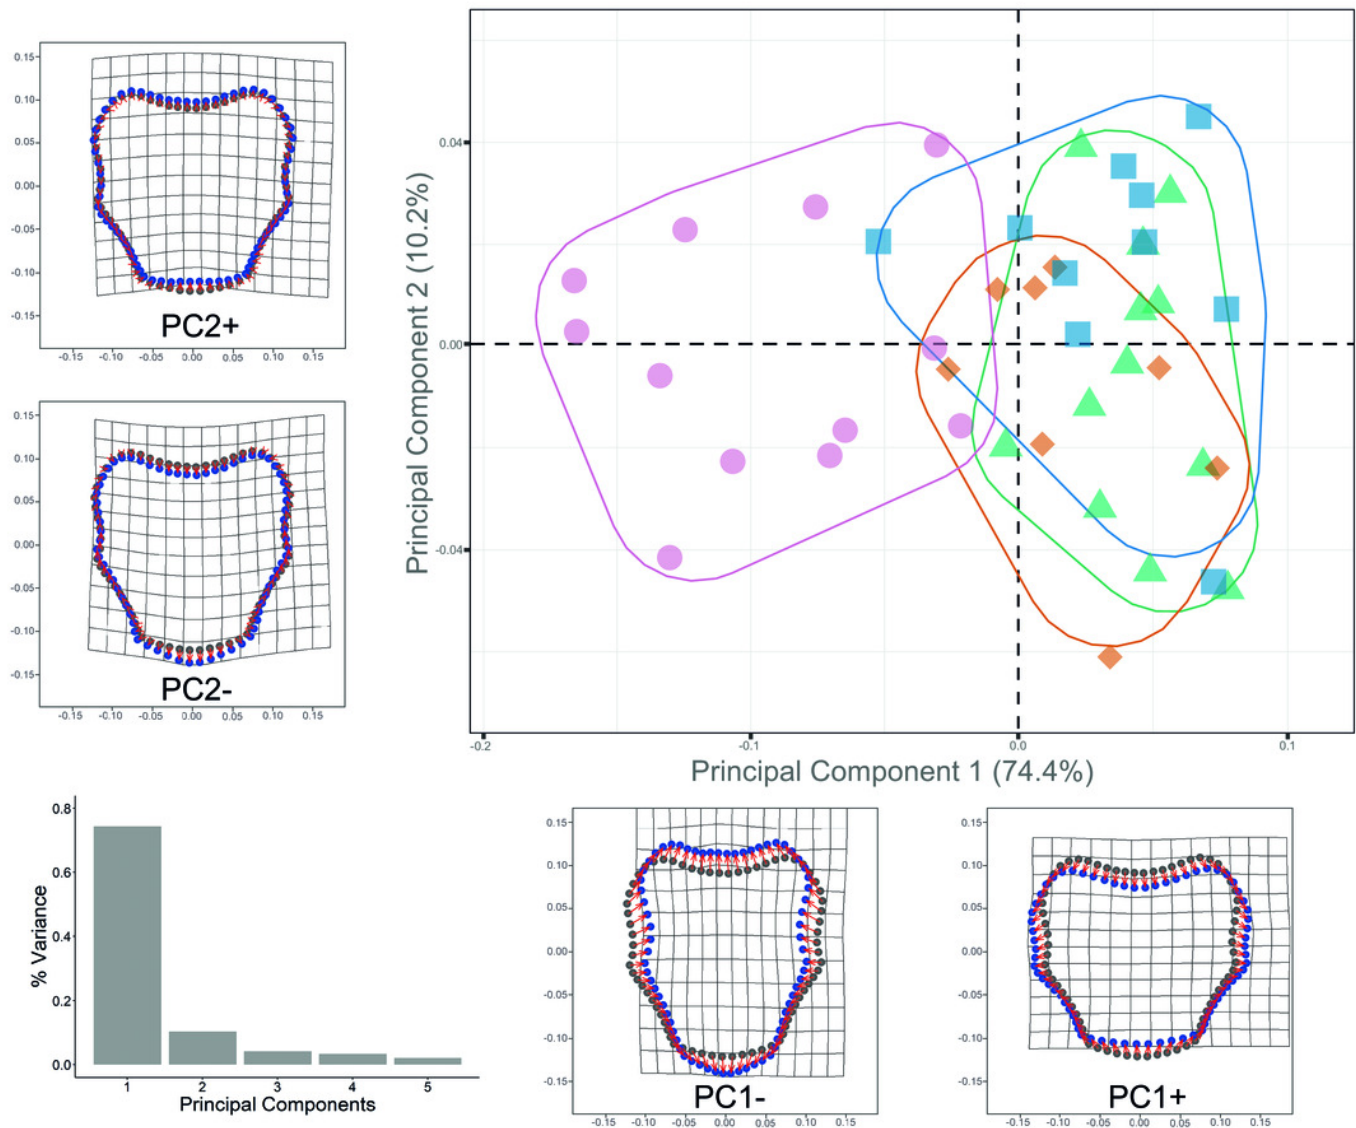 0.15
0.10
0.05
0.00
-0.05
-0.10
-0.15
PC2+
-0.15 -0.10 -0.05 0.00 0.05 0.10 0.15
0.15
0.10
0.05
0.00
-0.05
-0.10
-0.15
PC2-
-0.15 -0.10 -0.05 0.00 0.05 0.10 0.15
Principal Component 2 (10.2%)
0.04
0.00
-0.04
-0.2 -0.1 0.0 0.1
Principal Component 1 (74.4%)
% Variance
0.8
0.6
0.4
0.2
0.0
1 2 3 4 5
Principal Components
0.15
0.10
0.05
0.00
-0.05
-0.10
-0.15
PC1-
-0.15 -0.10 -0.05 0.00 0.05 0.10 0.15
0.15
0.10
0.05
0.00
-0.05
-0.10
-0.15
PC1+
-0.15 -0.10 -0.05 0.00 0.05 0.10 0.15